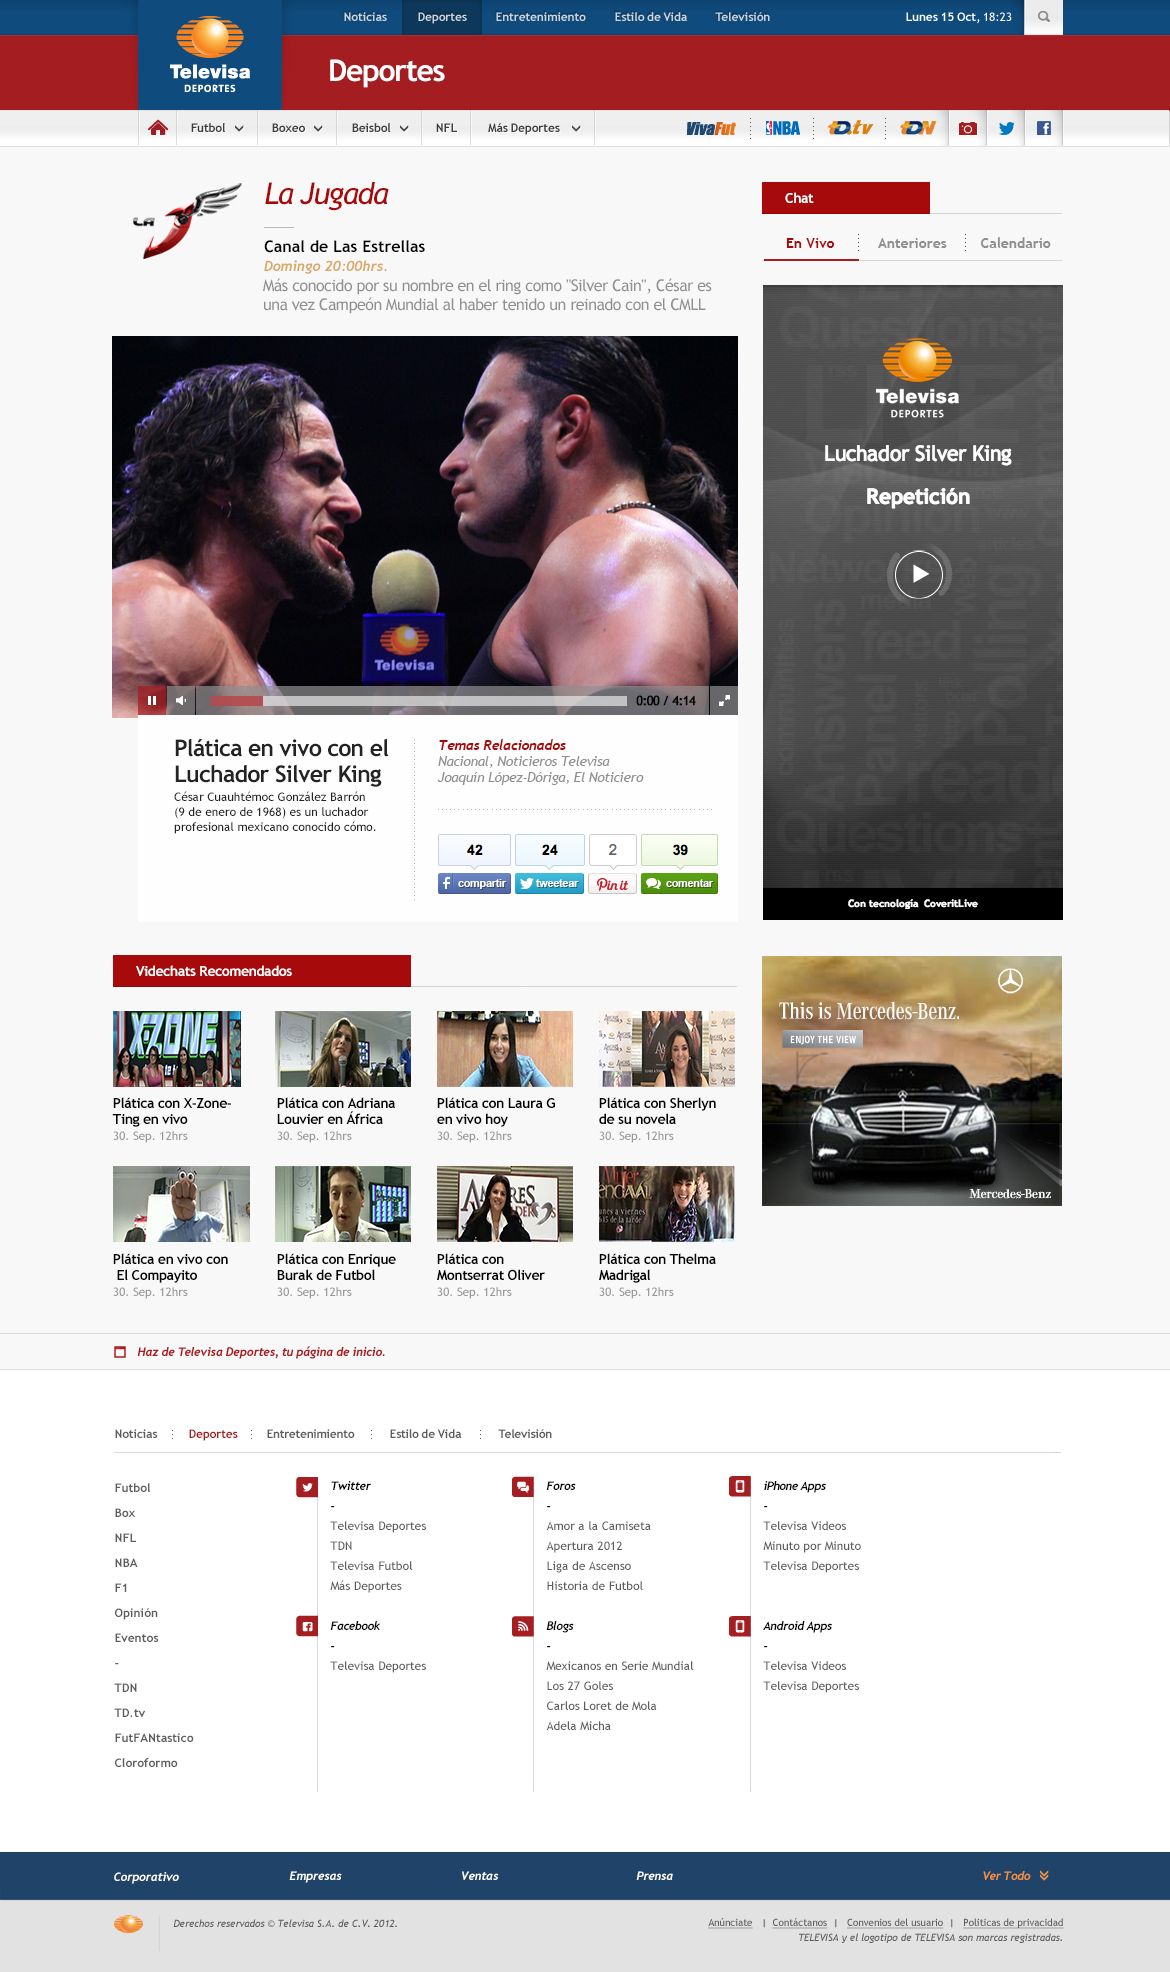 Noticias Deportes Entretenimiento Estilo de Vida Televisión Lunes 15 Oct, 18:23
Televisa
DEPORTES
Deportes
Futbol Boxeo Beisbol NFL Más Deportes VivaFut NBA TD.tv TDN
LA
La Jugada
Canal de Las Estrellas
Domingo 20:00hrs.
Más conocido por su nombre en el ring como "Silver Cain", César es
una vez Campeón Mundial al haber tenido un reinado con el CMLL
Chat
En Vivo Anteriores Calendario
Televisa
0:00 / 4:14
Televisa
DEPORTES
Luchador Silver King
Repetición
Con tecnología CoveritLive
Plática en vivo con el
Luchador Silver King
César Cuauhtémoc González Barrón
(9 de enero de 1968) es un luchador
profesional mexicano conocido cómo.
Temas Relacionados
Nacional, Noticieros Televisa
Joaquín López-Dóriga, El Noticiero
42 24 2 39
compartir tweetear Pin it comentar
Videchats Recomendados
X-ZONE
Plática con X-Zone-
Ting en vivo
30. Sep. 12hrs
Plática con Adriana
Louvier en África
30. Sep. 12hrs
Plática con Laura G
en vivo hoy
30. Sep. 12hrs
Plática con Sherlyn
de su novela
30. Sep. 12hrs
Plática en vivo con
El Compayito
30. Sep. 12hrs
Plática con Enrique
Burak de Futbol
30. Sep. 12hrs
Plática con
Montserrat Oliver
30. Sep. 12hrs
Plática con Thelma
Madrigal
30. Sep. 12hrs
This is Mercedes-Benz.
ENJOY THE VIEW
Mercedes-Benz
Haz de Televisa Deportes, tu página de inicio.
Noticias Deportes Entretenimiento Estilo de Vida Televisión
Futbol
Box
NFL
NBA
F1
Opinión
Eventos
-
TDN
TD.tv
FutFANtastico
Cloroformo
Twitter
-
Televisa Deportes
TDN
Televisa Futbol
Más Deportes
Facebook
-
Televisa Deportes
Foros
-
Amor a la Camiseta
Apertura 2012
Liga de Ascenso
Historia de Futbol
Blogs
-
Mexicanos en Serie Mundial
Los 27 Goles
Carlos Loret de Mola
Adela Micha
iPhone Apps
-
Televisa Videos
Minuto por Minuto
Televisa Deportes
Android Apps
-
Televisa Videos
Televisa Deportes
Corporativo Empresas Ventas Prensa Ver Todo
Derechos reservados © Televisa S.A. de C.V. 2012.
Anúnciate | Contáctanos | Convenios del usuario | Políticas de privacidad
TELEVISA y el logotipo de TELEVISA son marcas registradas.